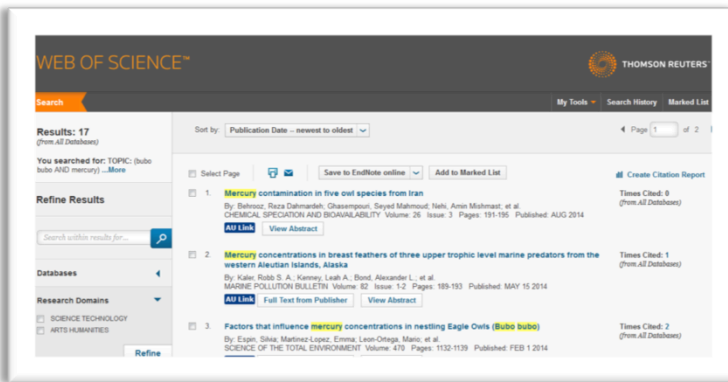 WEB OF SCIENCE™
THOMSON REUTERS™
Search
My Tools
Search History
Marked List
Results: 17
(from All Databases)
You searched for: TOPIC: (bubo
bubo AND mercury) ...More
Refine Results
Search within results for...
Databases
Research Domains
SCIENCE TECHNOLOGY
ARTS HUMANITIES
Refine
Sort by: Publication Date -- newest to oldest
Page 1 of 2
Select Page
Save to EndNote online
Add to Marked List
Create Citation Report
1. Mercury contamination in five owl species from Iran
By: Behrooz, Reza Dahmardeh; Ghasempouri, Seyed Mahmoud; Nehi, Amin Mishmast; et al.
CHEMICAL SPECIATION AND BIOAVAILABILITY Volume: 26 Issue: 3 Pages: 191-195 Published: AUG 2014
AU Link View Abstract
Times Cited: 0
(from All Databases)
2. Mercury concentrations in breast feathers of three upper trophic level marine predators from the
western Aleutian Islands, Alaska
By: Kaler, Robb S. A.; Kenney, Leah A.; Bond, Alexander L.; et al.
MARINE POLLUTION BULLETIN Volume: 82 Issue: 1-2 Pages: 189-193 Published: MAY 15 2014
AU Link Full Text from Publisher View Abstract
Times Cited: 1
(from All Databases)
3. Factors that influence mercury concentrations in nestling Eagle Owls (Bubo bubo)
By: Espin, Silvia; Martinez-Lopez, Emma; Leon-Ortega, Mario; et al.
SCIENCE OF THE TOTAL ENVIRONMENT Volume: 470 Pages: 1132-1139 Published: FEB 1 2014
Times Cited: 2
(from All Databases)